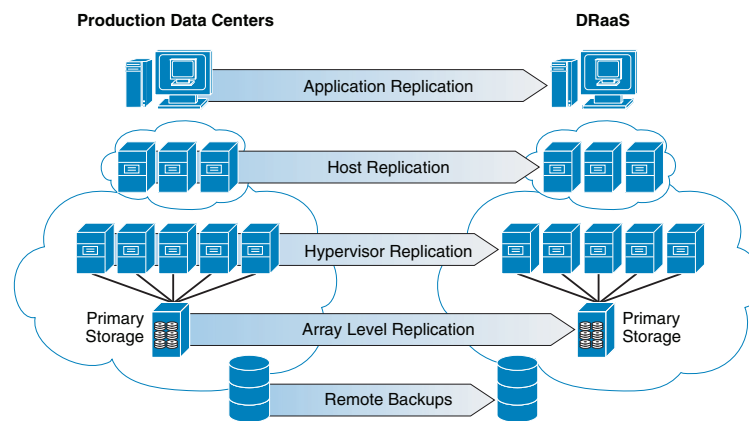 Production Data Centers
DRaaS
Application Replication
Host Replication
Hypervisor Replication
Primary
Storage
Array Level Replication
Primary
Storage
Remote Backups